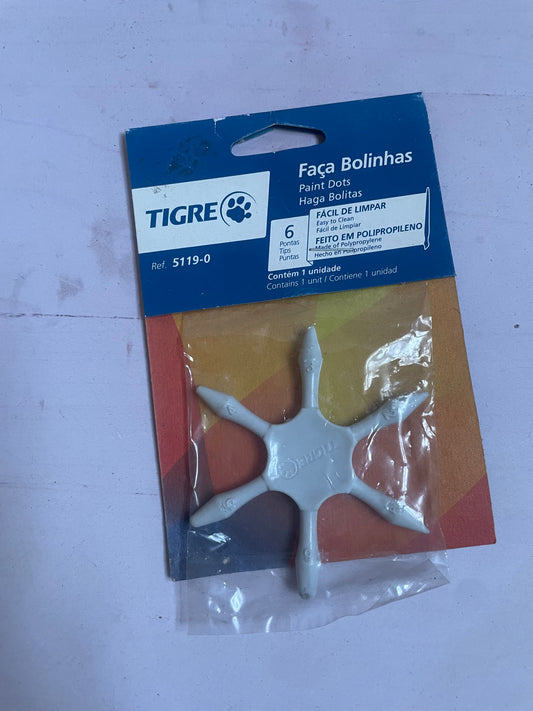 Faça Bolinhas
Paint Dots
Haga Bolitas
TIGRE
Ref. 5119-0
6
Pontas
Tips
Puntas
FÁCIL DE LIMPAR
Easy to Clean
Fácil de Limpiar
FEITO EM POLIPROPILENO
Made of Polypropylene
Hecho en Polipropileno
Contém 1 unidade
Contains 1 unit / Contiene 1 unidad
TIGRE